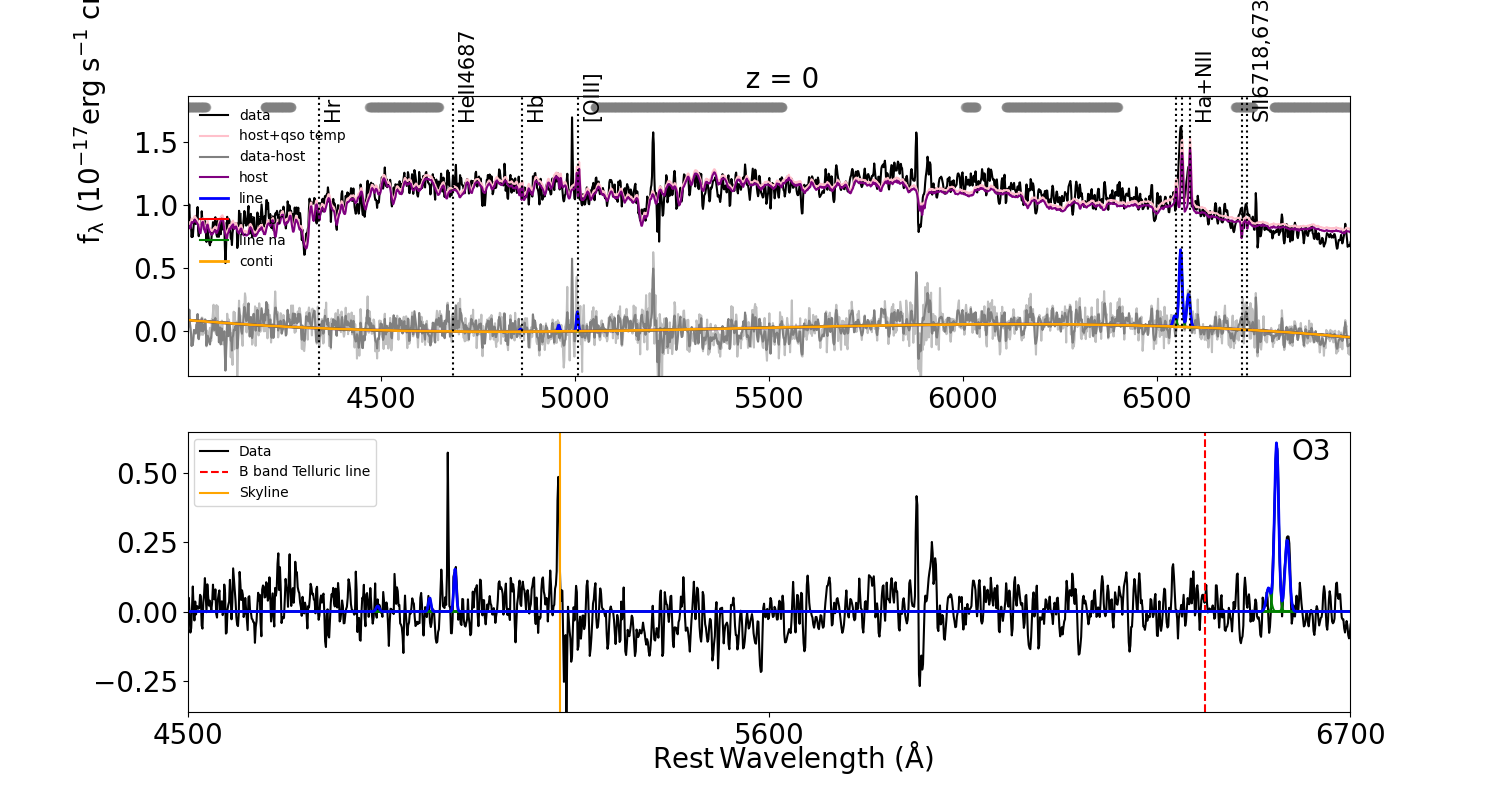 z = 0
f_λ (10^{-17}erg s^{-1}
Hr
HeII4687
Hb
[OIII]
Ha+NII
SII6718,673
data
host+qso temp
data-host
host
line
line na
conti
1.5
1.0
0.5
0.0
4500 5000 5500 6000 6500
Data
B band Telluric line
Skyline
O3
0.50
0.25
0.00
−0.25
4500 5600 6700
Rest Wavelength (Å)